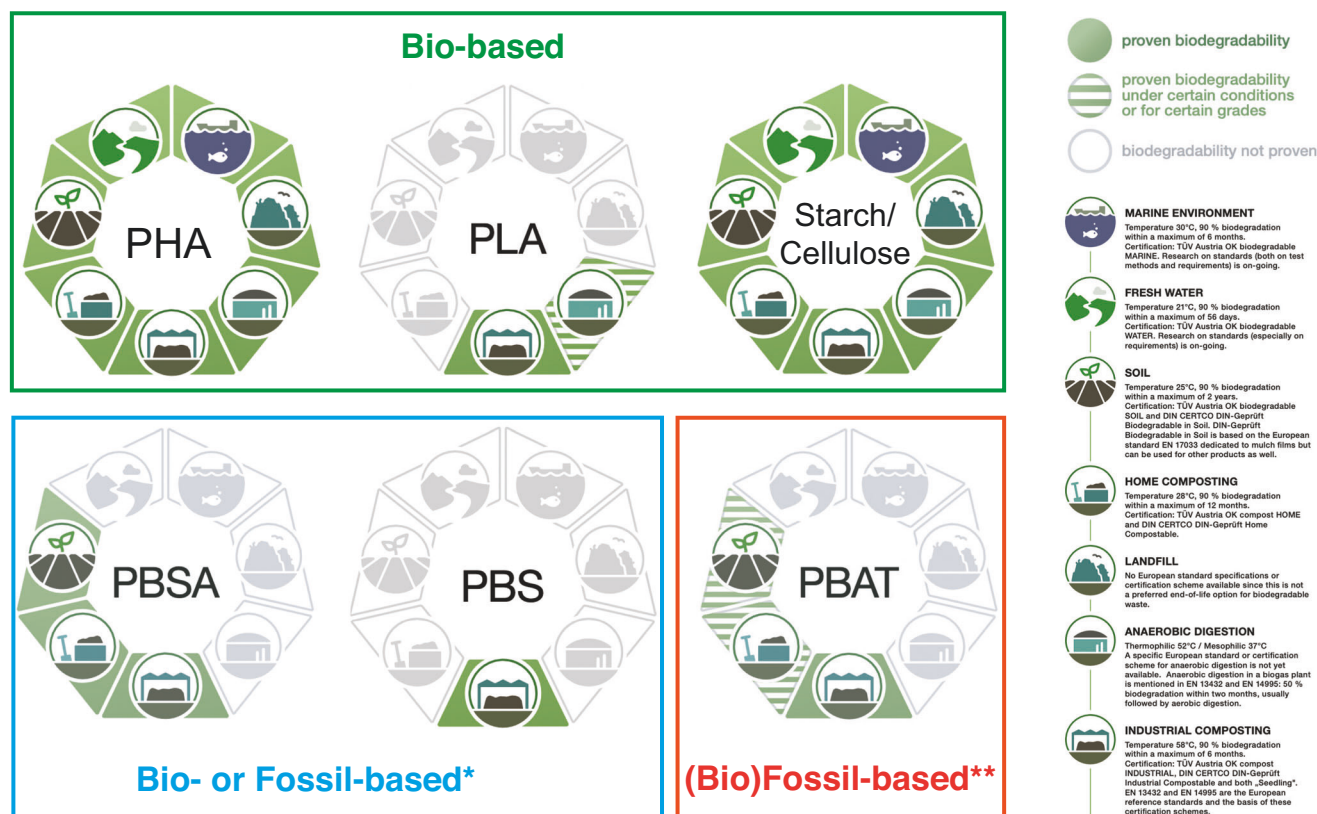 Bio-based
PHA
PLA
Starch/
Cellulose
PBSA
PBS
PBAT
Bio- or Fossil-based*
(Bio)Fossil-based**
proven biodegradability
proven biodegradability
under certain conditions
or for certain grades
biodegradability not proven
MARINE ENVIRONMENT
Temperature 30°C, 90 % biodegradation
within a maximum of 6 months.
Certification: TÜV Austria OK biodegradable
MARINE. Research on standards (both on test
methods and requirements) is on-going.
FRESH WATER
Temperature 21°C, 90 % biodegradation
within a maximum of 56 days.
Certification: TÜV Austria OK biodegradable
WATER. Research on standards (especially on
requirements) is on-going.
SOIL
Temperature 25°C, 90 % biodegradation
within a maximum of 2 years.
Certification: TÜV Austria OK biodegradable
SOIL and DIN CERTCO DIN-Geprüft
Biodegradable in Soil. DIN-Geprüft
Biodegradable in Soil is based on the European
standard EN 17033 dedicated to mulch films but
can be used for other products as well.
HOME COMPOSTING
Temperature 28°C, 90 % biodegradation
within a maximum of 12 months.
Certification: TÜV Austria OK compost HOME
and DIN CERTCO DIN-Geprüft Home
Compostable.
LANDFILL
No European standard specifications or
certification scheme available since this is not
a preferred end-of-life option for biodegradable
waste.
ANAEROBIC DIGESTION
Thermophilic 52°C / Mesophilic 37°C
A specific European standard or certification
scheme for anaerobic digestion is not yet
available. Anaerobic digestion in a biogas plant
is mentioned in EN 13432 and EN 14995: 50 %
biodegradation within two months, usually
followed by aerobic digestion.
INDUSTRIAL COMPOSTING
Temperature 58°C, 90 % biodegradation
within a maximum of 6 months.
Certification: TÜV Austria OK compost
INDUSTRIAL, DIN CERTCO DIN-Geprüft
Industrial Compostable and both „Seedling“.
EN 13432 and EN 14995 are the European
reference standards and the basis of these
certification schemes.